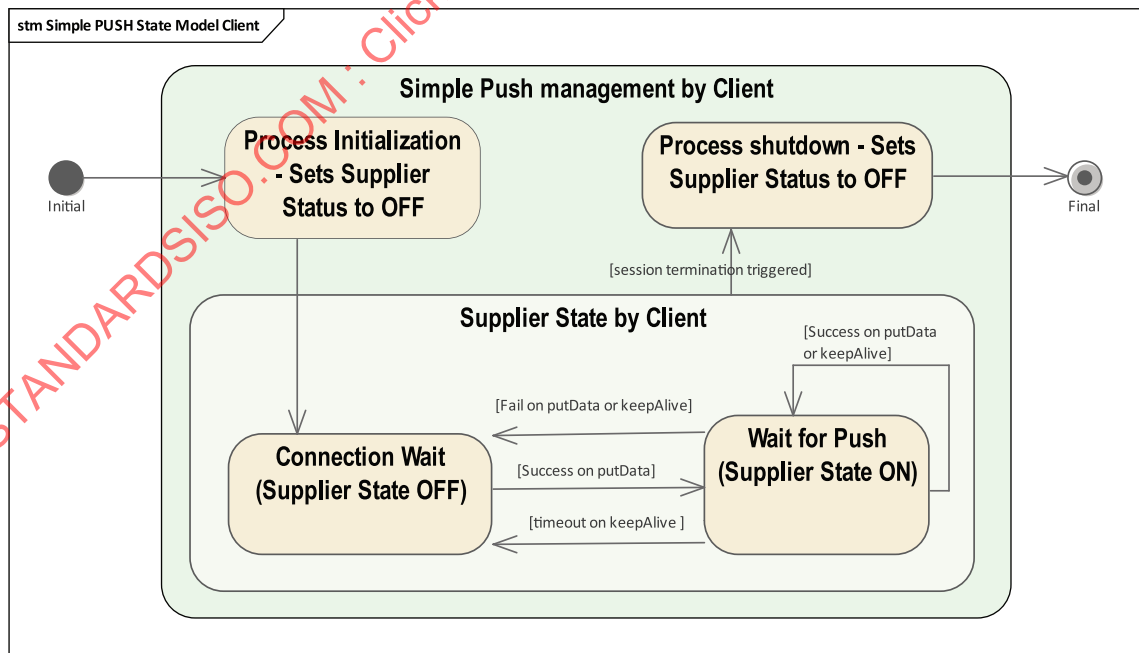 stm Simple PUSH State Model Client
Simple Push management by Client
Process Initialization
- Sets Supplier
Status to OFF
Process shutdown - Sets
Supplier Status to OFF
Initial
Final
[session termination triggered]
Supplier State by Client
[Success on putData
or keepAlive]
[Fail on putData or keepAlive]
Connection Wait
(Supplier State OFF)
[Success on putData]
Wait for Push
(Supplier State ON)
[timeout on keepAlive ]
STANDARDSISO.COM : Clic